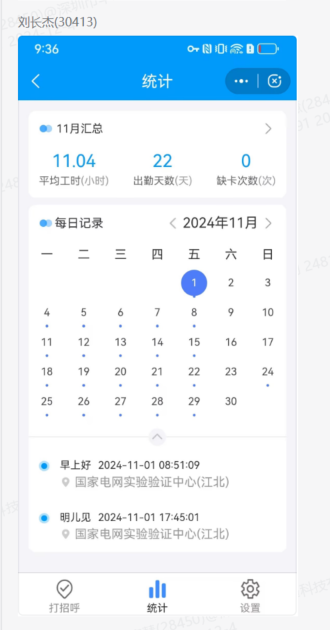 刘长杰(30413)
9:36
统计
11月汇总
11.04 22 0
平均工时(小时) 出勤天数(天) 缺卡次数(次)
每日记录 2024年11月
一 二 三 四 五 六 日
1 2 3
4 5 6 7 8 9 10
11 12 13 14 15 16 17
18 19 20 21 22 23 24
25 26 27 28 29 30
早上好 2024-11-01 08:51:09
国家电网实验验证中心(江北)
明儿见 2024-11-01 17:45:01
国家电网实验验证中心(江北)
打招呼 统计 设置